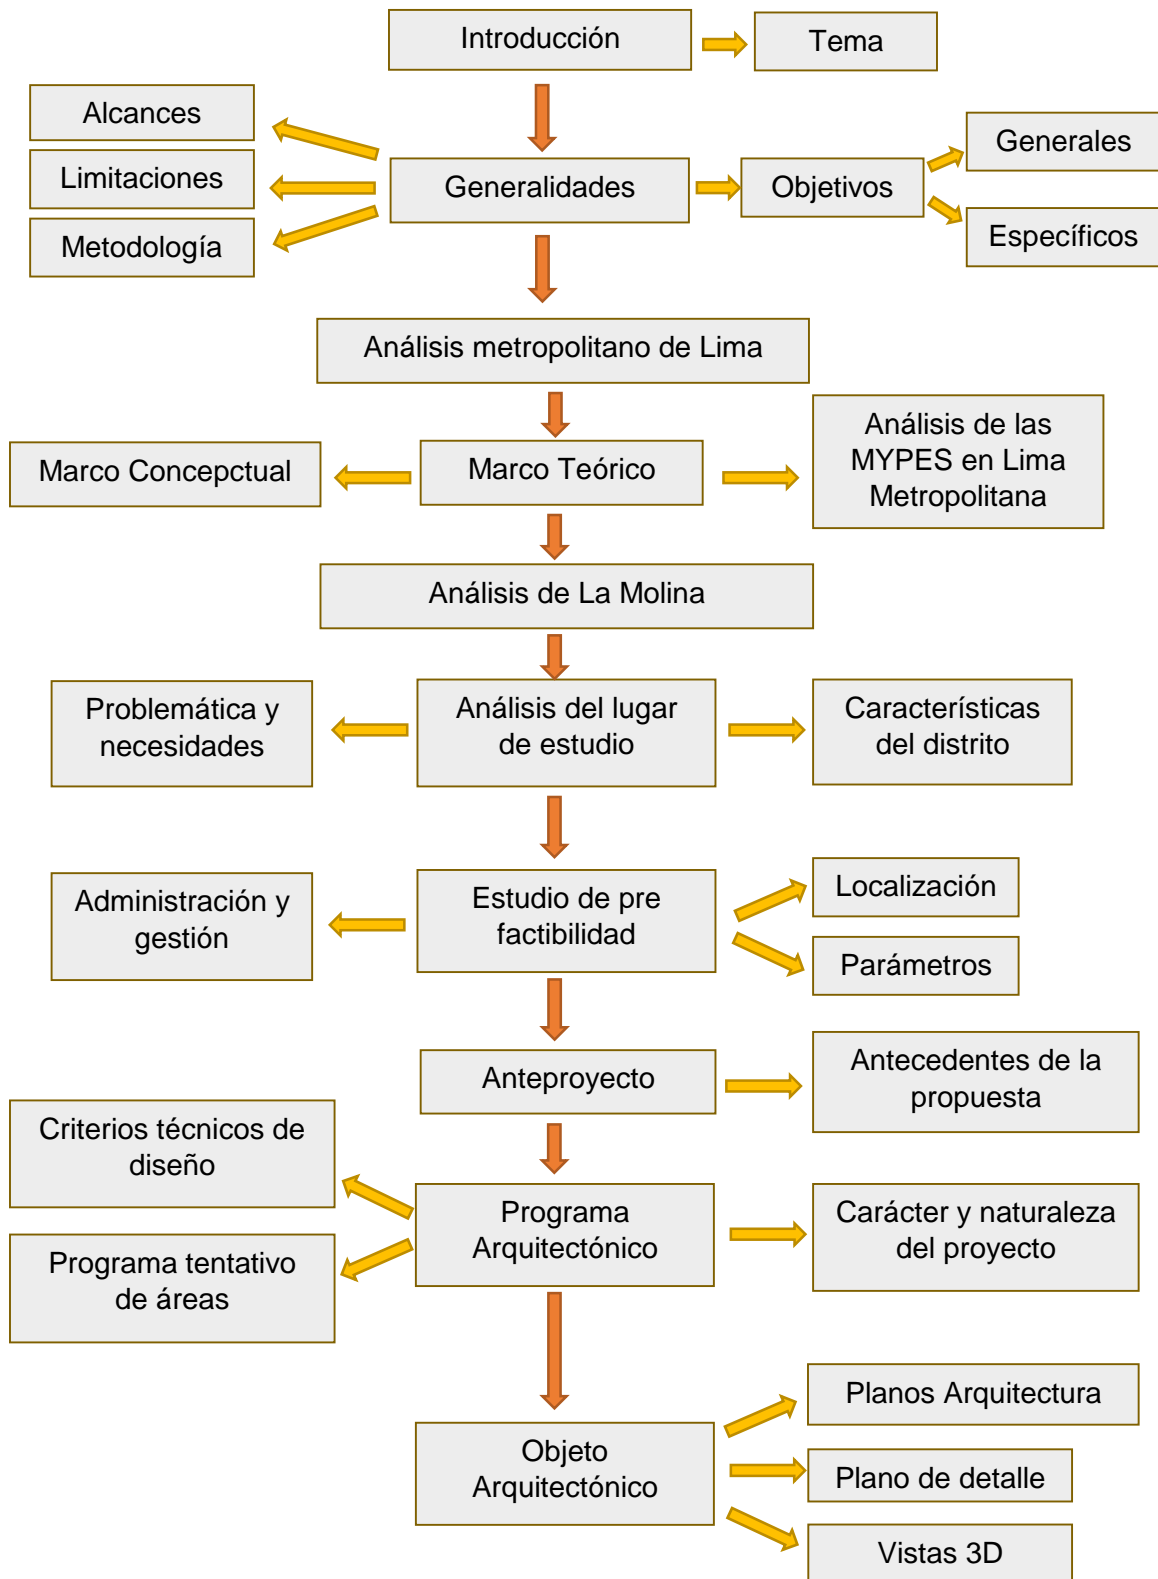 Introducción
Tema
Alcances
Limitaciones
Metodología
Generalidades
Objetivos
Generales
Específicos
Análisis metropolitano de Lima
Marco Concepctual
Marco Teórico
Análisis de las
MYPES en Lima
Metropolitana
Análisis de La Molina
Problemática y
necesidades
Análisis del lugar
de estudio
Características
del distrito
Administración y
gestión
Estudio de pre
factibilidad
Localización
Parámetros
Anteproyecto
Antecedentes de la
propuesta
Criterios técnicos de
diseño
Programa tentativo
de áreas
Programa
Arquitectónico
Carácter y naturaleza
del proyecto
Objeto
Arquitectónico
Planos Arquitectura
Plano de detalle
Vistas 3D